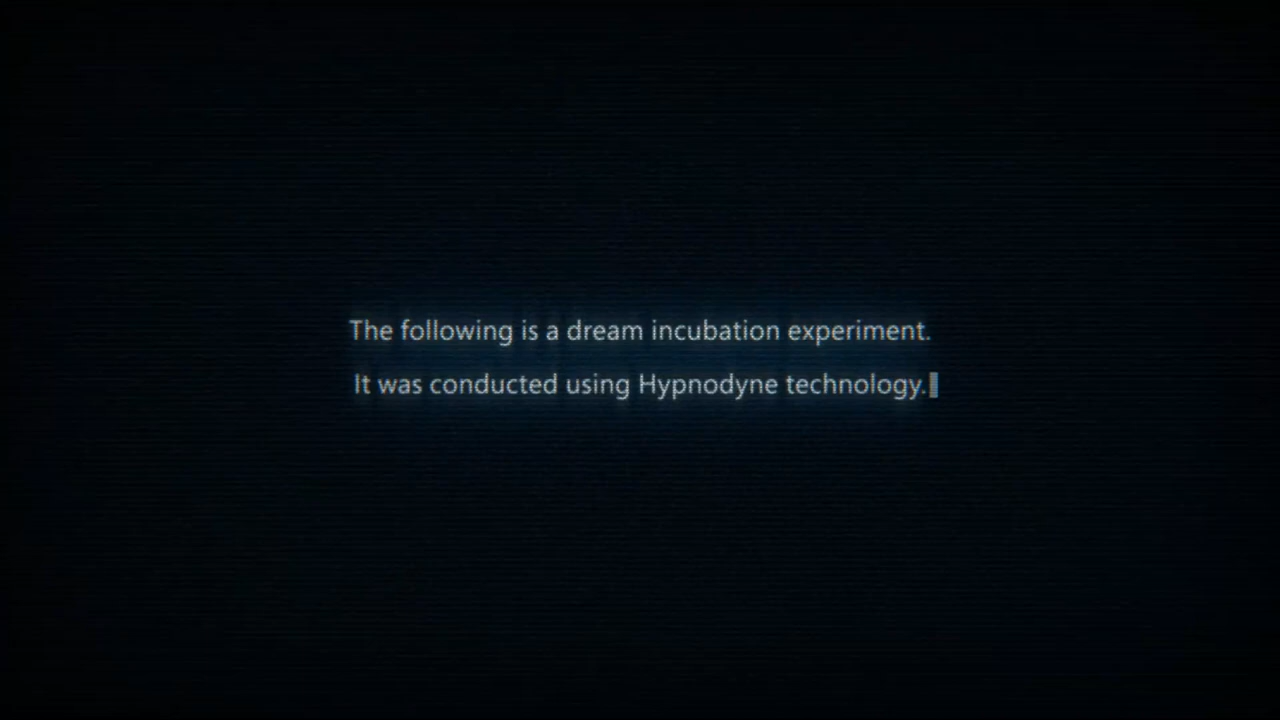 The following is a dream incubation experiment.
It was conducted using Hypnodyne technology.